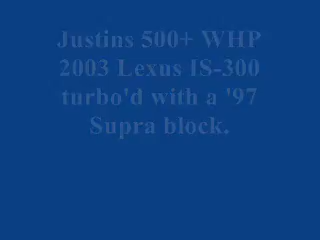 Justins 500+ WHP
2003 Lexus IS-300
turbo'd with a '97
Supra block.